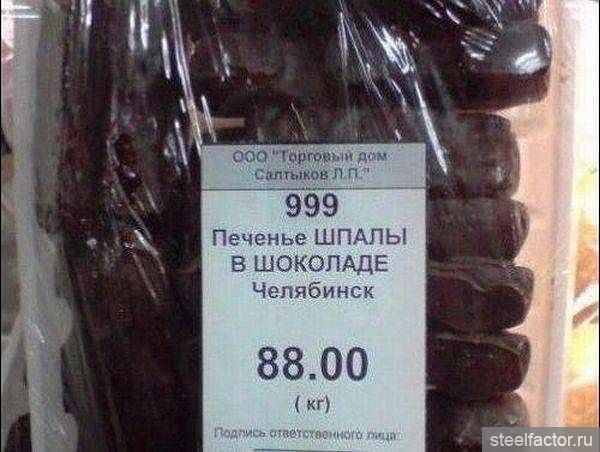 ООО "Торговый дом
Салтыков Л.П."
999
Печенье ШПАЛЫ
В ШОКОЛАДЕ
Челябинск
88.00
( кг)
Подпись ответственного лица:
steelfactor.ru